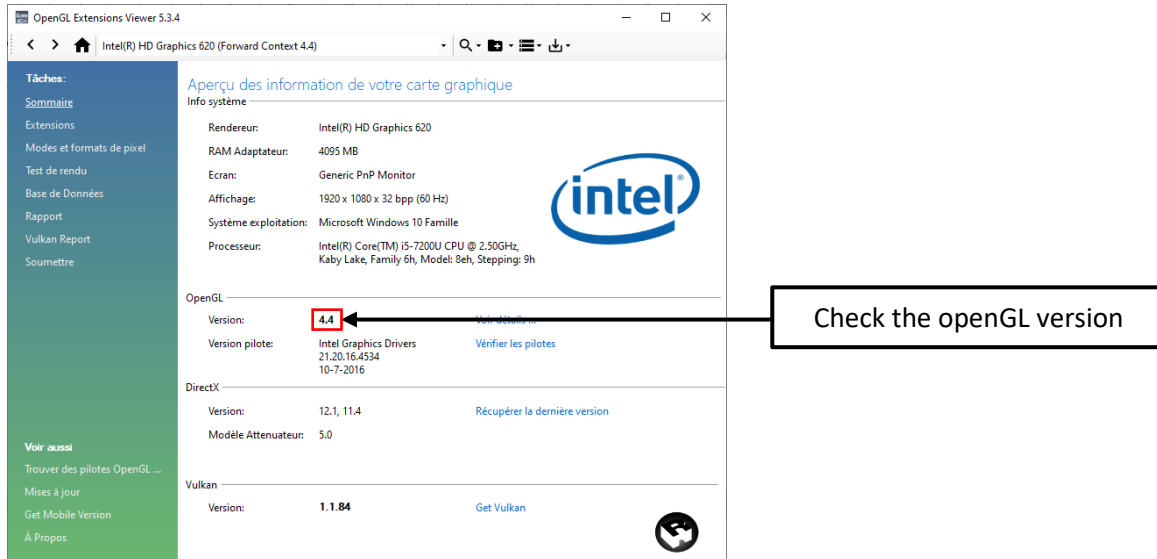 OpenGL Extensions Viewer 5.3.4
Intel(R) HD Graphics 620 (Forward Context 4.4)
Tâches:
Sommaire
Extensions
Modes et formats de pixel
Test de rendu
Base de Données
Rapport
Vulkan Report
Soumettre
Voir aussi
Trouver des pilotes OpenGL ...
Mises à jour
Get Mobile Version
À Propos
Aperçu des information de votre carte graphique
Info système
Rendereur: Intel(R) HD Graphics 620
RAM Adaptateur: 4095 MB
Ecran: Generic PnP Monitor
Affichage: 1920 x 1080 x 32 bpp (60 Hz)
Système exploitation: Microsoft Windows 10 Famille
Processeur: Intel(R) Core(TM) i5-7200U CPU @ 2.50GHz,
Kaby Lake, Family 6h, Model: 8eh, Stepping: 9h
intel®
OpenGL
Version: 4.4 Voir détails ...
Version pilote: Intel Graphics Drivers Vérifier les pilotes
21.20.16.4534
10-7-2016
DirectX
Version: 12.1, 11.4 Récupérer la dernière version
Modèle Attenuateur: 5.0
Vulkan
Version: 1.1.84 Get Vulkan
Check the openGL version